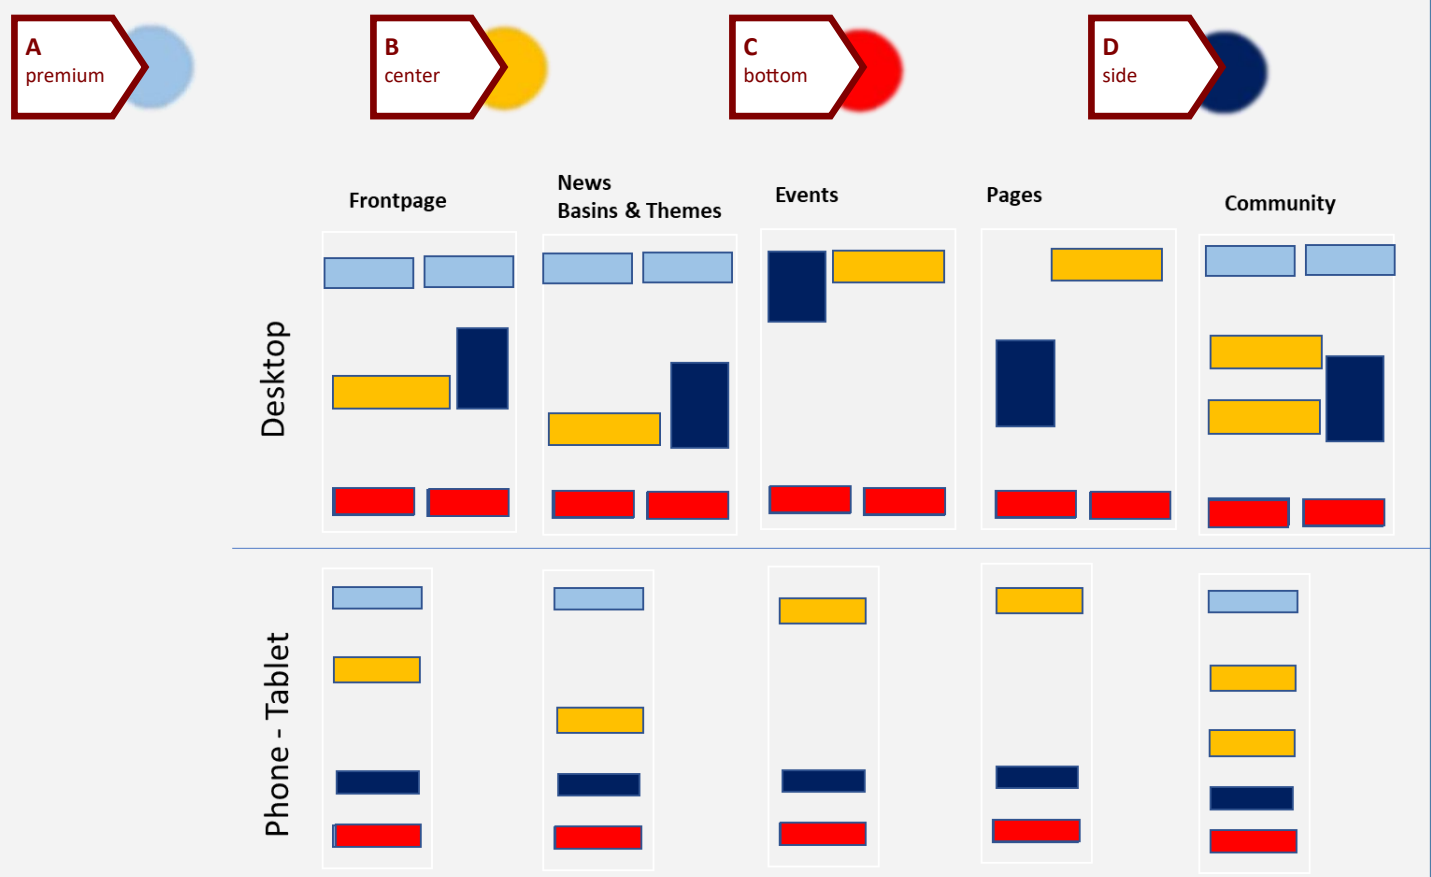 A
premium
B
center
C
bottom
D
side
Frontpage
News
Basins & Themes
Events
Pages
Community
Desktop
Phone - Tablet